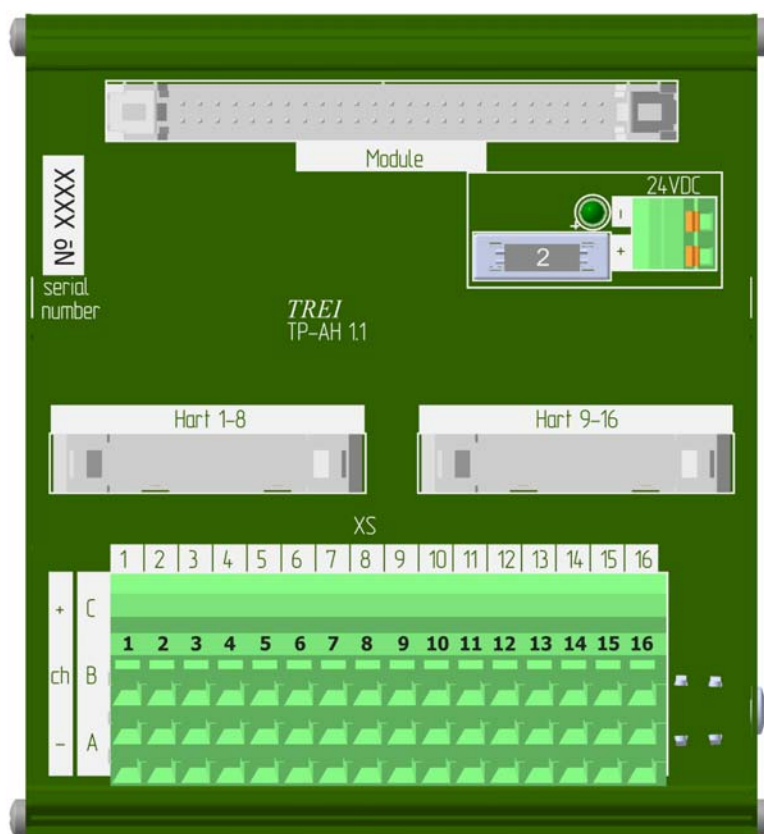 Module
24VDC
–
+
2
+
№ XXXX
serial
number
TREI
TP-AH 1.1
Hart 1-8
Hart 9-16
XS
1 2 3 4 5 6 7 8 9 10 11 12 13 14 15 16
+ C
1 2 3 4 5 6 7 8 9 10 11 12 13 14 15 16
ch B
– A